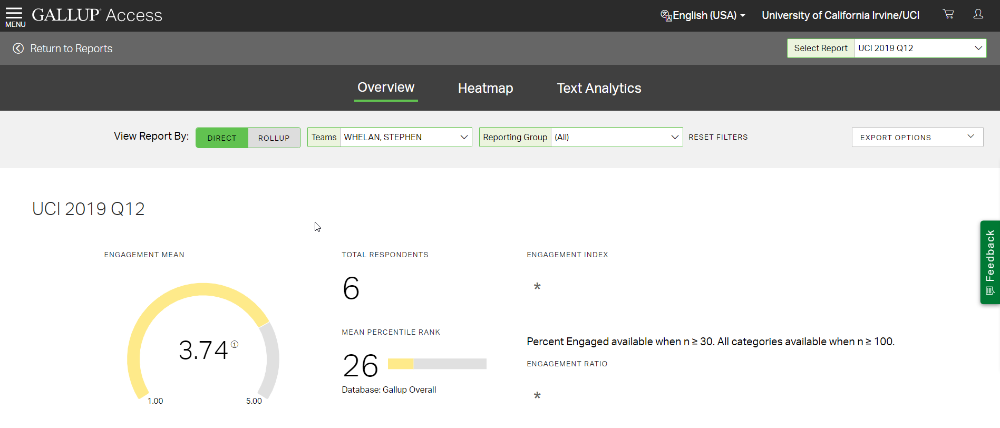 MENU GALLUP® Access English (USA) University of California Irvine/UCI
Return to Reports Select Report UCI 2019 Q12
Overview Heatmap Text Analytics
View Report By: DIRECT ROLLUP Teams WHELAN, STEPHEN Reporting Group (All) RESET FILTERS EXPORT OPTIONS
UCI 2019 Q12
Feedback
ENGAGEMENT MEAN
3.74
1.00 5.00
TOTAL RESPONDENTS
6
MEAN PERCENTILE RANK
26
Database: Gallup Overall
ENGAGEMENT INDEX
*
Percent Engaged available when n ≥ 30. All categories available when n ≥ 100.
ENGAGEMENT RATIO
*